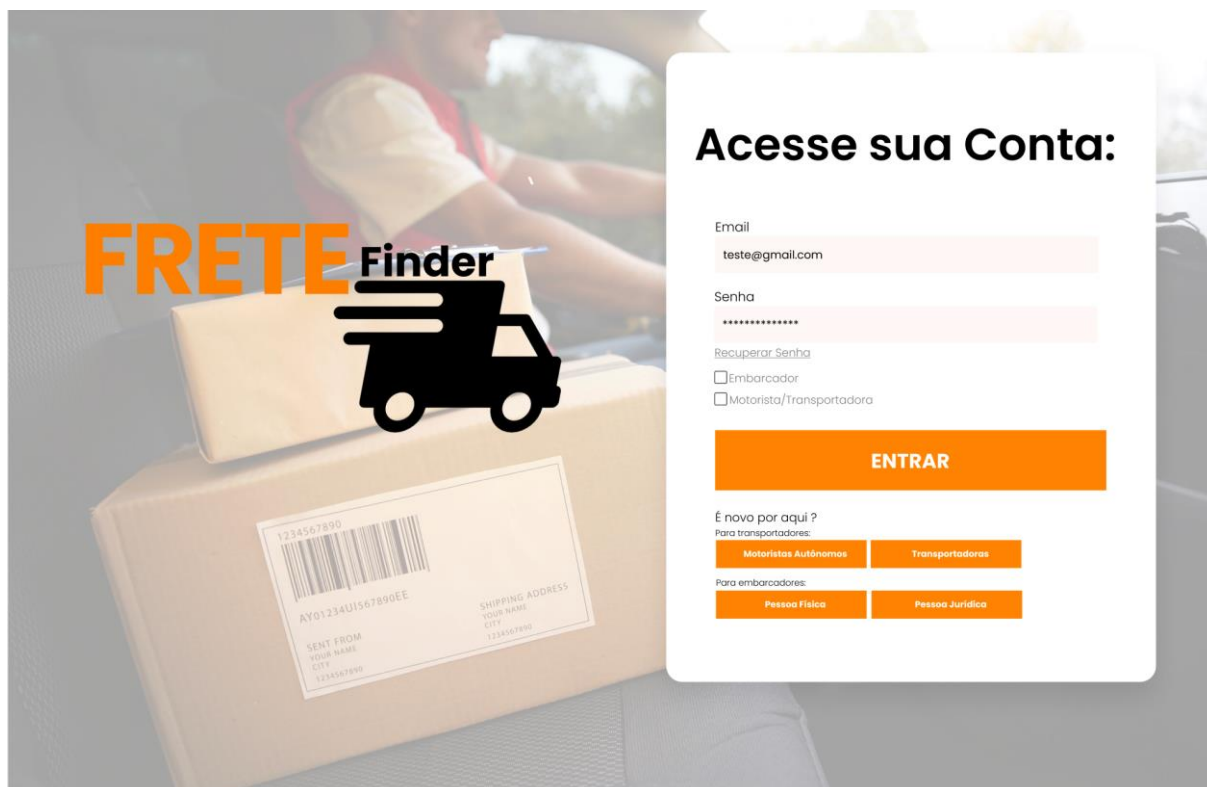 FRETE Finder
1234567890
AY01234UI567890EE
SENT FROM
YOUR NAME
CITY
1234567890
SHIPPING ADDRESS
YOUR NAME
CITY
1234567890
Acesse sua Conta:
Email
teste@gmail.com
Senha
**************
Recuperar Senha
Embarcador
Motorista/Transportadora
ENTRAR
É novo por aqui ?
Para transportadores:
Motoristas Autônomos Transportadoras
Para embarcadores:
Pessoa Física Pessoa Jurídica